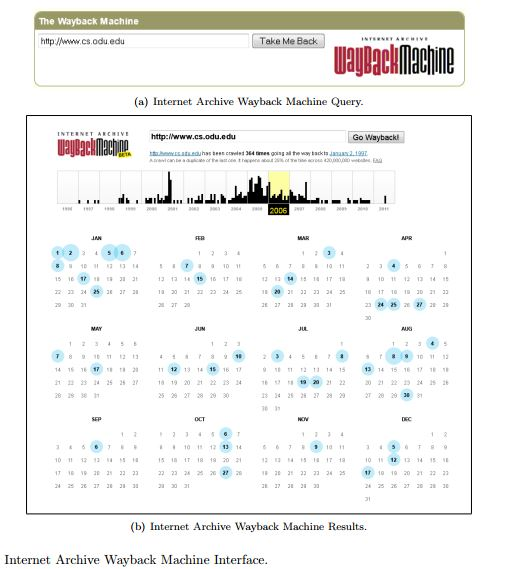 The Wayback Machine
http://www.cs.odu.edu
Take Me Back
INTERNET ARCHIVE
WayBackMachine
(a) Internet Archive Wayback Machine Query.
INTERNET ARCHIVE
WayBackMachine
BETA
http://www.cs.odu.edu
Go Wayback!
http://www.cs.odu.edu has been crawled 364 times going all the way back to January 2, 1997.
A crawl can be a duplicate of the last one. It happens about 25% of the time across 420,000,000 websites. FAQ
1996 1997 1998 1999 2000 2001 2002 2003 2004 2005 2006 2007 2008 2009 2010 2011
JAN
1 2 3 4 5 6 7
8 9 10 11 12 13 14
15 16 17 18 19 20 21
22 23 24 25 26 27 28
29 30 31
FEB
1 2 3 4
5 6 7 8 9 10 11
12 13 14 15 16 17 18
19 20 21 22 23 24 25
26 27 28
MAR
1 2 3 4
5 6 7 8 9 10 11
12 13 14 15 16 17 18
19 20 21 22 23 24 25
26 27 28 29 30 31
APR
1
2 3 4 5 6 7 8
9 10 11 12 13 14 15
16 17 18 19 20 21 22
23 24 25 26 27 28 29
30
MAY
1 2 3 4 5 6
7 8 9 10 11 12 13
14 15 16 17 18 19 20
21 22 23 24 25 26 27
28 29 30 31
JUN
1 2 3
4 5 6 7 8 9 10
11 12 13 14 15 16 17
18 19 20 21 22 23 24
25 26 27 28 29 30
JUL
1
2 3 4 5 6 7 8
9 10 11 12 13 14 15
16 17 18 19 20 21 22
23 24 25 26 27 28 29
30 31
AUG
1 2 3 4 5
6 7 8 9 10 11 12
13 14 15 16 17 18 19
20 21 22 23 24 25 26
27 28 29 30 31
SEP
1 2
3 4 5 6 7 8 9
10 11 12 13 14 15 16
17 18 19 20 21 22 23
24 25 26 27 28 29 30
OCT
1 2 3 4 5 6 7
8 9 10 11 12 13 14
15 16 17 18 19 20 21
22 23 24 25 26 27 28
29 30 31
NOV
1 2 3 4
5 6 7 8 9 10 11
12 13 14 15 16 17 18
19 20 21 22 23 24 25
26 27 28 29 30
DEC
1 2
3 4 5 6 7 8 9
10 11 12 13 14 15 16
17 18 19 20 21 22 23
24 25 26 27 28 29 30
31
(b) Internet Archive Wayback Machine Results.
Internet Archive Wayback Machine Interface.